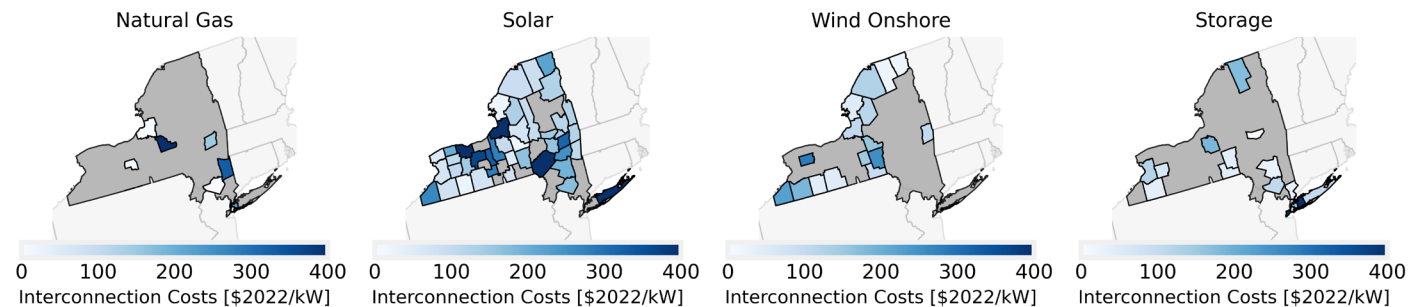 Natural Gas
Solar
Wind Onshore
Storage
0 100 200 300 400
0 100 200 300 400
0 100 200 300 400
0 100 200 300 400
Interconnection Costs [$2022/kW]
Interconnection Costs [$2022/kW]
Interconnection Costs [$2022/kW]
Interconnection Costs [$2022/kW]